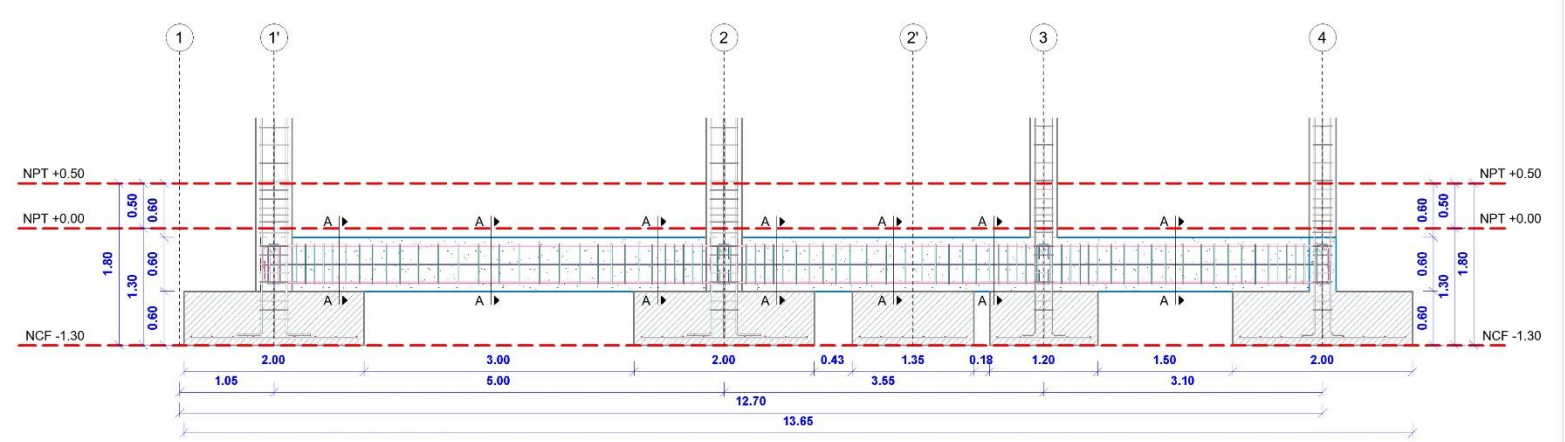 1 1' 2 2' 3 4
NPT +0.50 NPT +0.50
0.50 0.60 0.60 0.50
NPT +0.00 A A A A A A A NPT +0.00
1.80 1.30 0.60 0.60 1.30 1.80
A A A A A A A
0.60 0.60
NCF -1.30 NCF -1.30
2.00 3.00 2.00 0.43 1.35 0.18 1.20 1.50 2.00
1.05 5.00 3.55 3.10
12.70
13.65